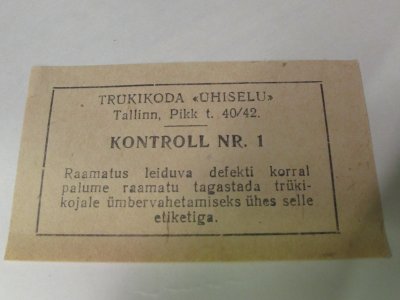 TRÜKIKODA «ÜHISELU»
Tallinn, Pikk t. 40/42.
KONTROLL NR. 1
Raamatus leiduva defekti korral
palume raamatu tagastada trüki-
kojale ümbervahetamiseks ühes selle
etiketiga.